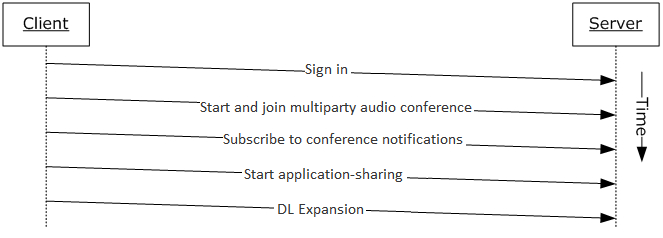 Client
Server
Sign in
Start and join multiparty audio conference
Time
Subscribe to conference notifications
Start application-sharing
DL Expansion